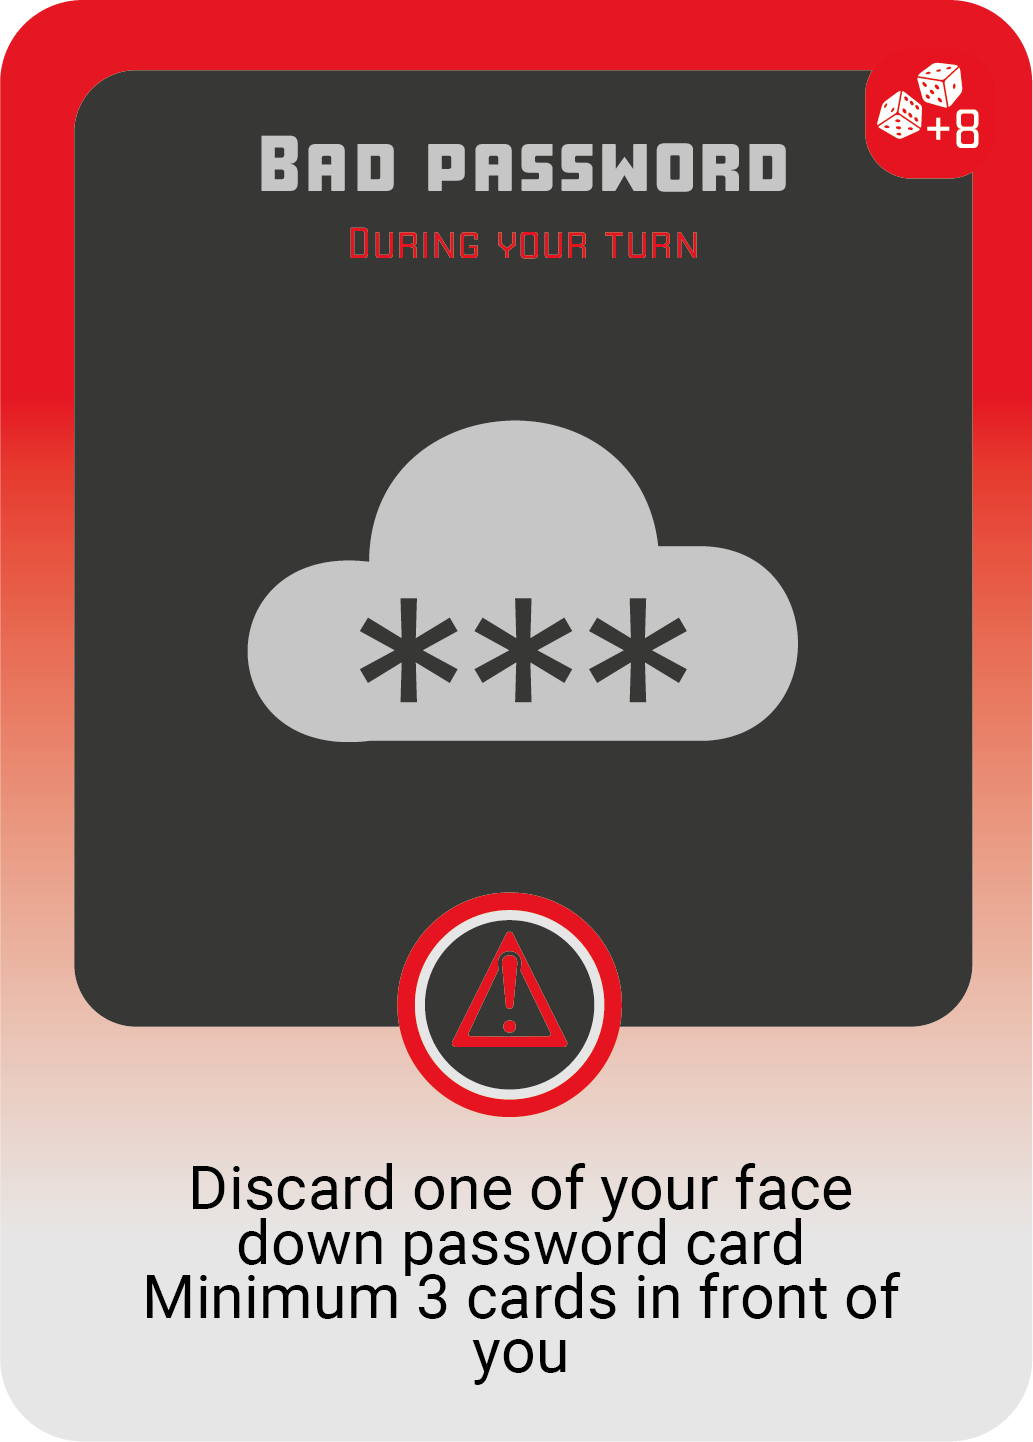 +8
Bad password
During your turn
***
Discard one of your face
down password card
Minimum 3 cards in front of
you